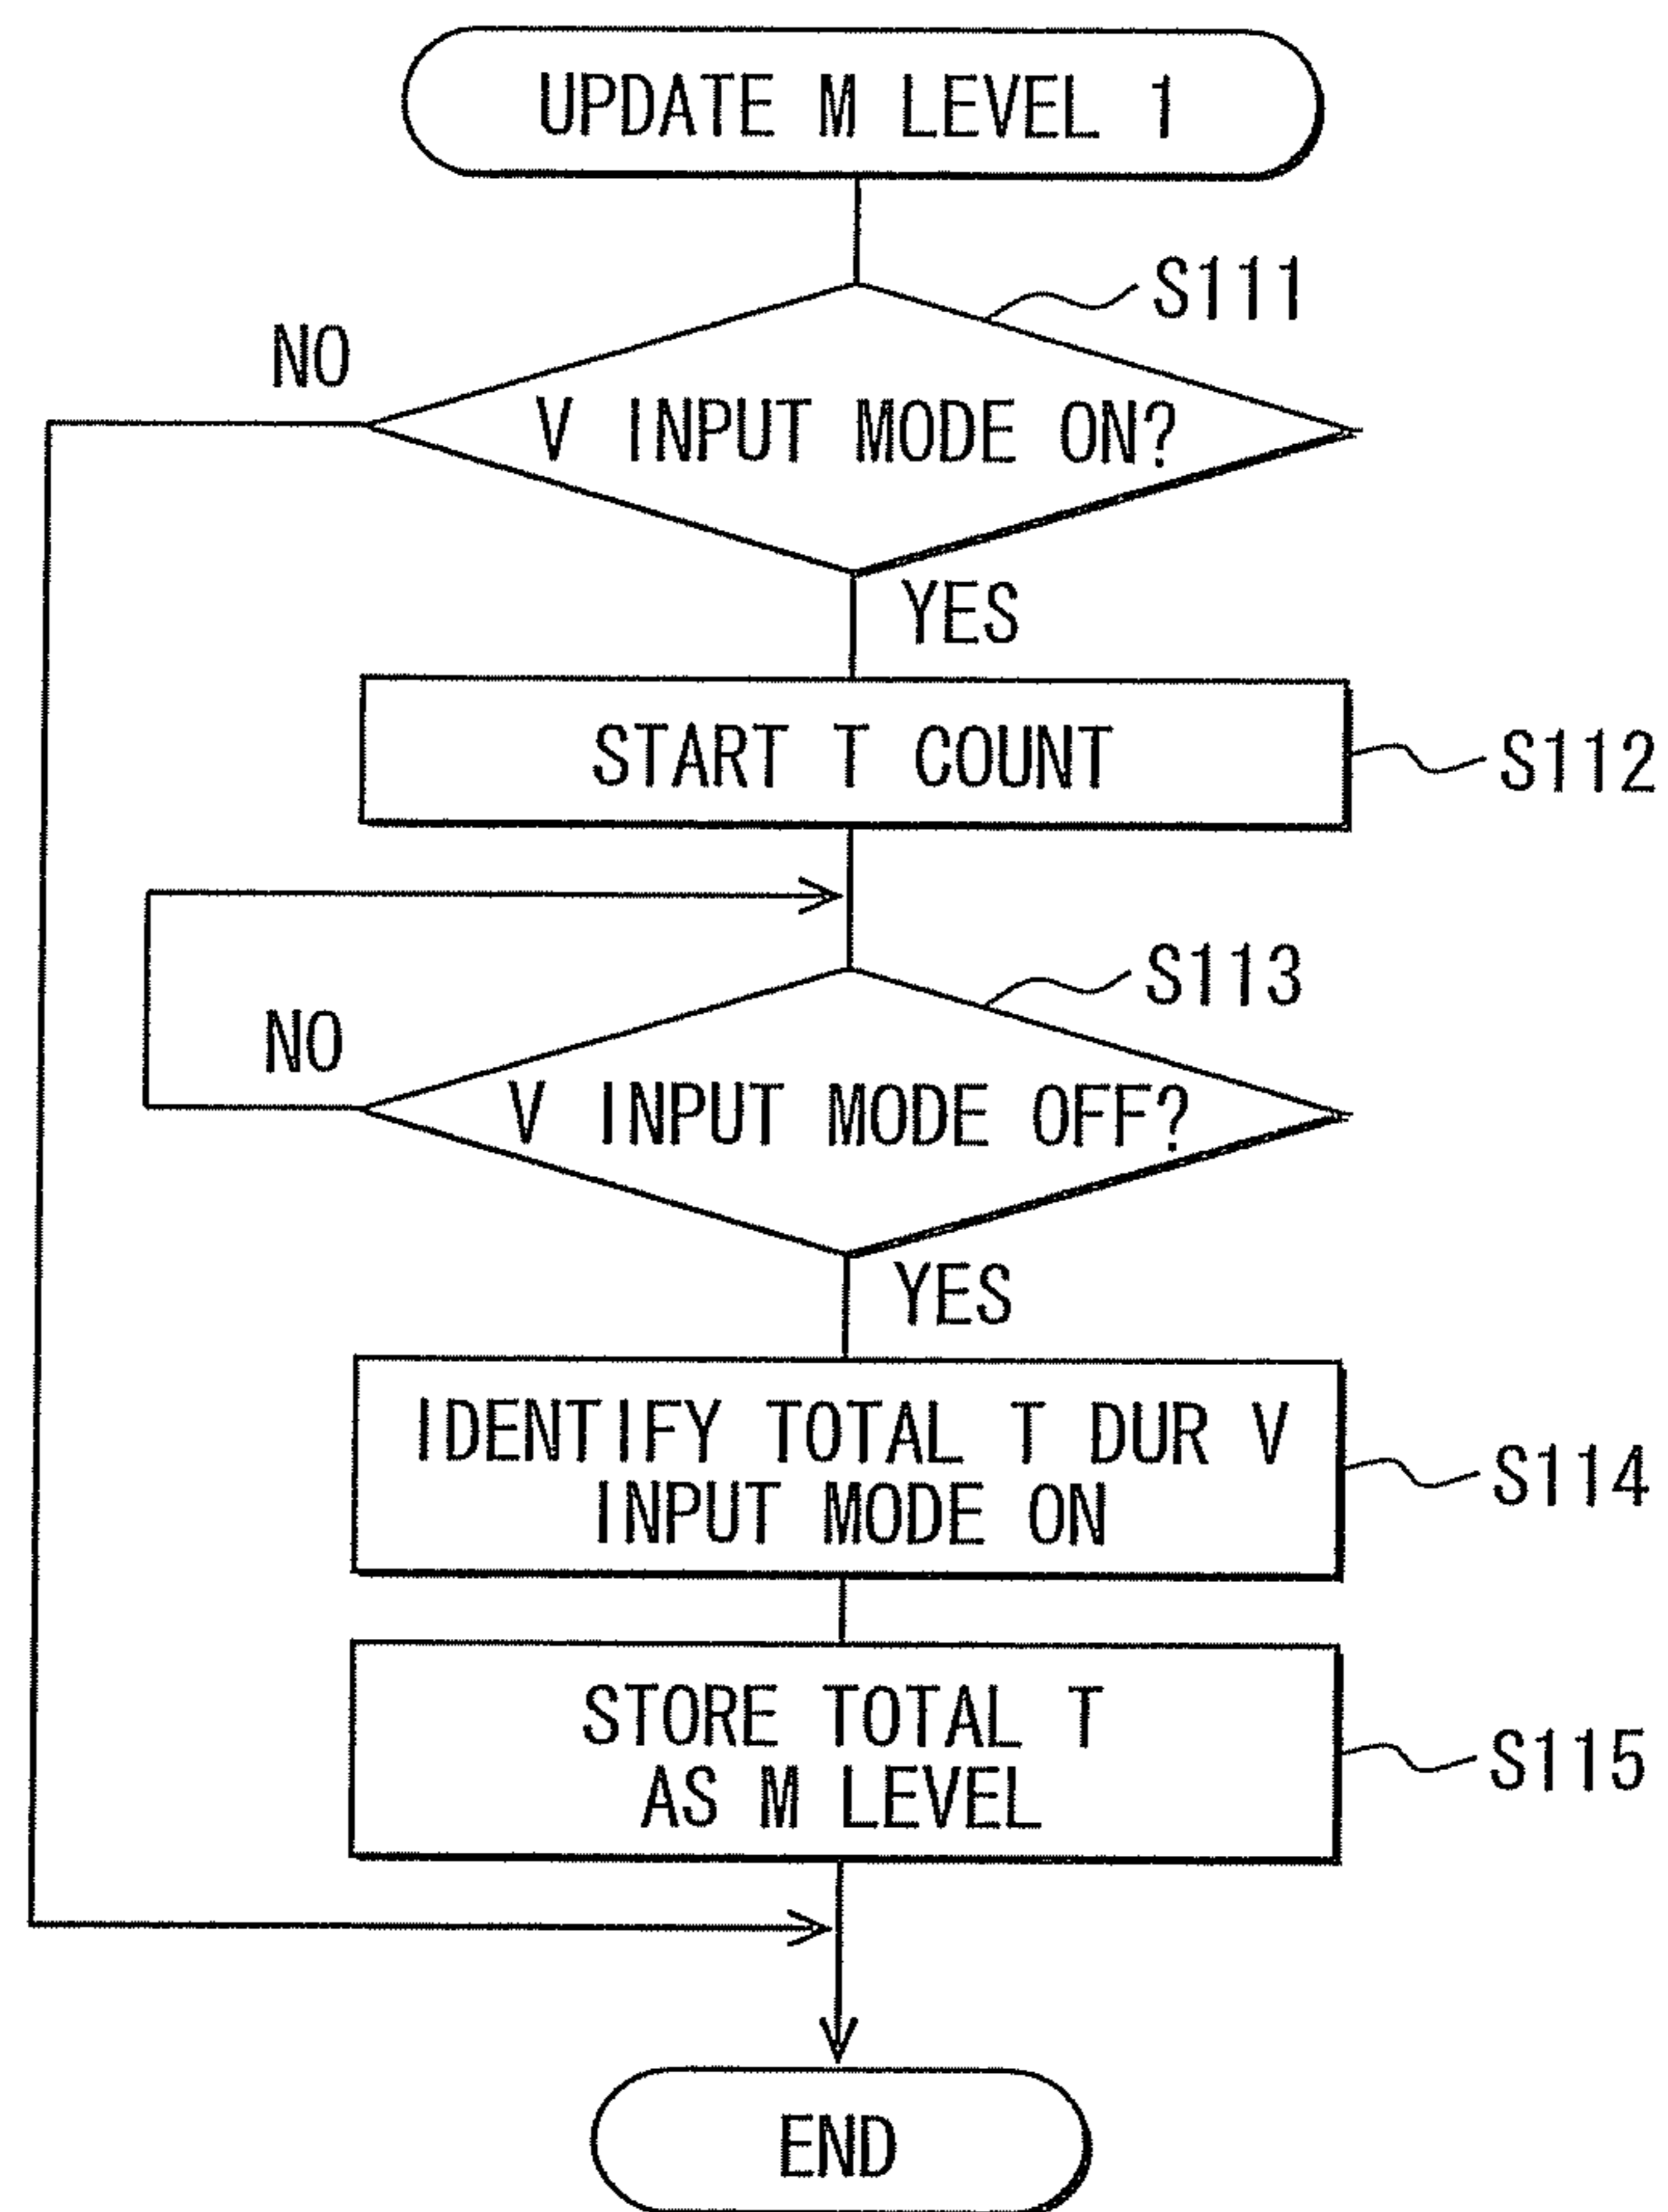 UPDATE M LEVEL 1
S111
NO
V INPUT MODE ON?
YES
START T COUNT
S112
S113
NO
V INPUT MODE OFF?
YES
IDENTIFY TOTAL T DUR V
INPUT MODE ON
S114
STORE TOTAL T
AS M LEVEL
S115
END